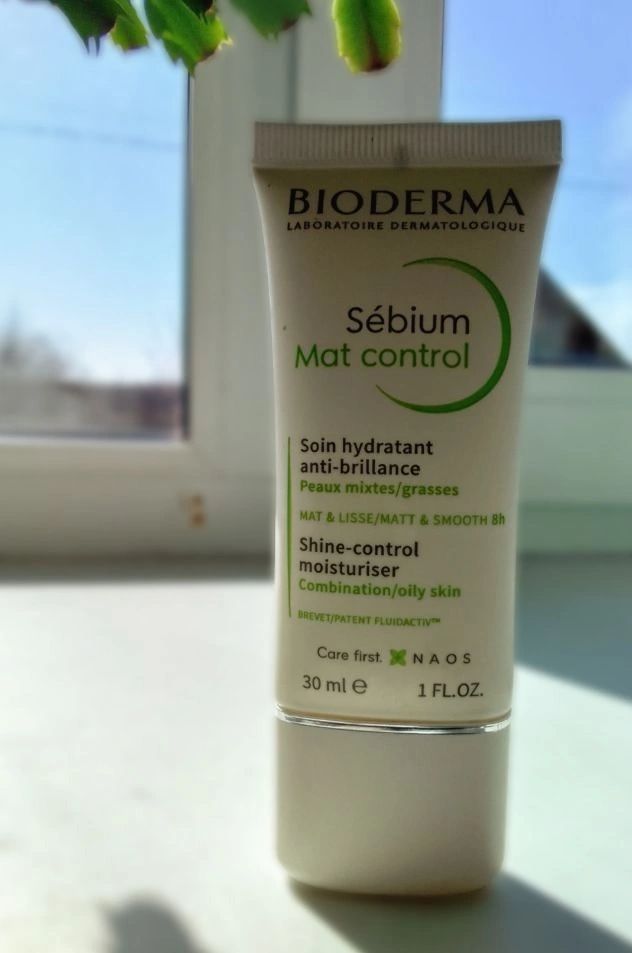 BIODERMA
LABORATOIRE DERMATOLOGIQUE
Sébium
Mat control
Soin hydratant
anti-brillance
Peaux mixtes/grasses
MAT & LISSE/MATT & SMOOTH 8h
Shine-control
moisturiser
Combination/oily skin
BREVET/PATENT FLUIDACTIV™
Care first. NAOS
30 ml ℮ 1 FL.OZ.